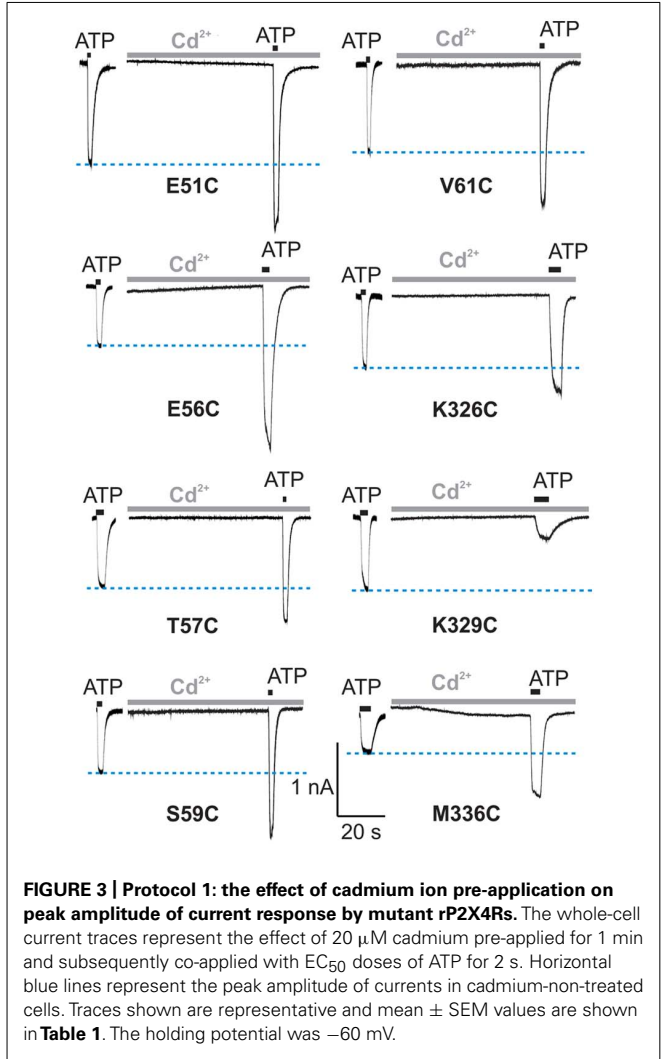 ATP Cd²⁺ ATP ATP Cd²⁺ ATP
E51C V61C
ATP Cd²⁺ ATP ATP Cd²⁺ ATP
E56C K326C
ATP Cd²⁺ ATP ATP Cd²⁺ ATP
T57C K329C
ATP Cd²⁺ ATP ATP Cd²⁺ ATP
1 nA
S59C M336C
20 s
FIGURE 3 | Protocol 1: the effect of cadmium ion pre-application on
peak amplitude of current response by mutant rP2X4Rs. The whole-cell
current traces represent the effect of 20 μM cadmium pre-applied for 1 min
and subsequently co-applied with EC₅₀ doses of ATP for 2 s. Horizontal
blue lines represent the peak amplitude of currents in cadmium-non-treated
cells. Traces shown are representative and mean ± SEM values are shown
in Table 1. The holding potential was −60 mV.